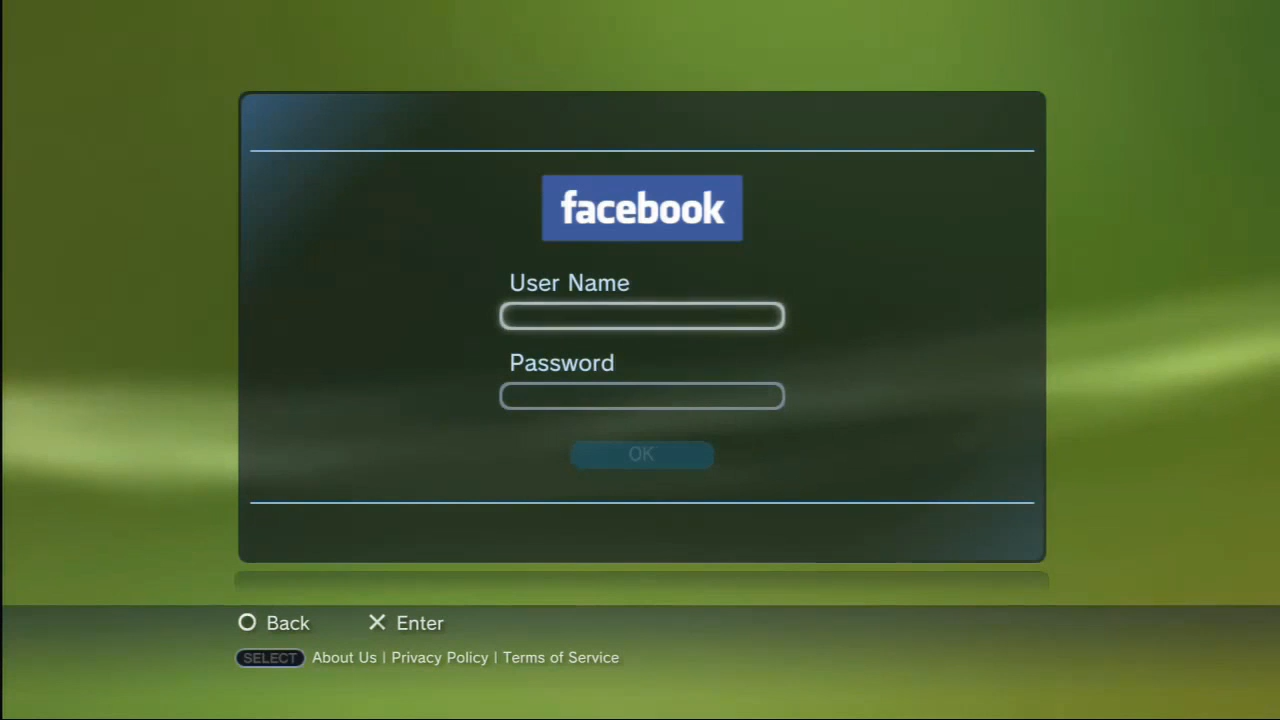 facebook
User Name
Password
OK
Back Enter
SELECT About Us | Privacy Policy | Terms of Service